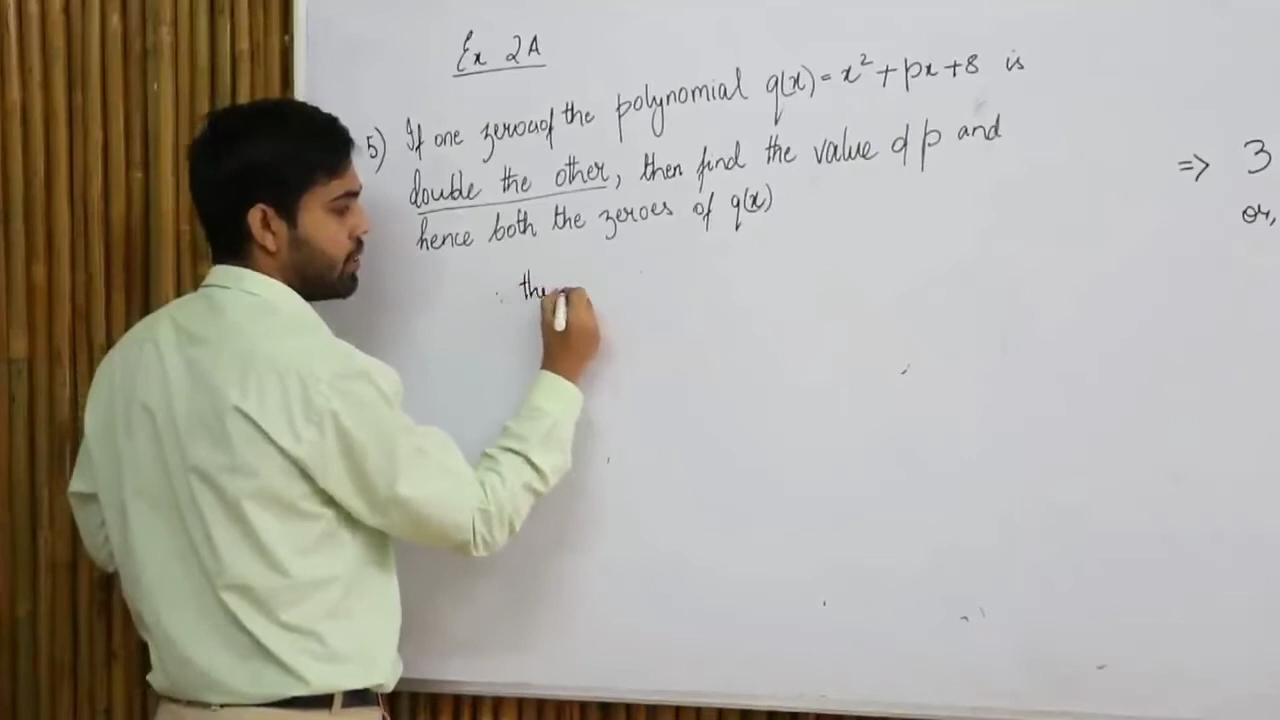 Ex 2A
5) If one zero of the polynomial q(x) = x² + px + 8 is
double the other, then find the value of p and
hence both the zeroes of q(x)
the
=> 3
or,